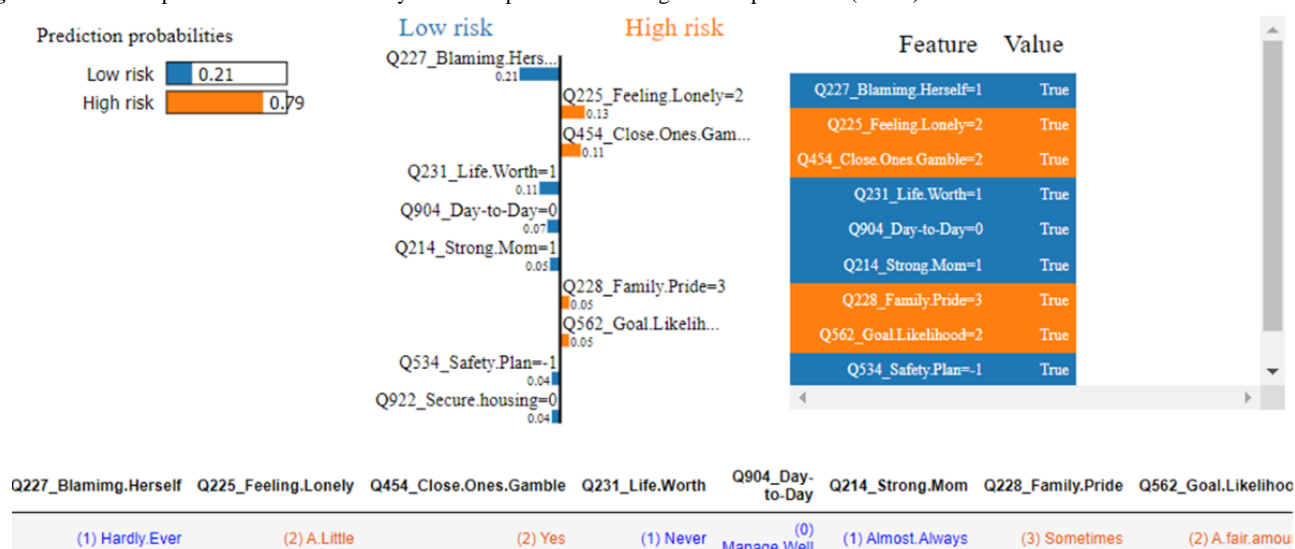 Prediction probabilities
Low risk 0.21
High risk 0.79
Low risk High risk
Q227_Blamimg.Hers...
0.21
Q225_Feeling.Lonely=2
0.13
Q454_Close.Ones.Gam...
0.11
Q231_Life.Worth=1
0.11
Q904_Day-to-Day=0
0.07
Q214_Strong.Mom=1
0.05
Q228_Family.Pride=3
0.05
Q562_Goal.Likelih...
0.05
Q534_Safety.Plan=-1
0.04
Q922_Secure.housing=0
0.04
Feature Value
Q227_Blamimg.Herself=1 True
Q225_Feeling.Lonely=2 True
Q454_Close.Ones.Gamble=2 True
Q231_Life.Worth=1 True
Q904_Day-to-Day=0 True
Q214_Strong.Mom=1 True
Q228_Family.Pride=3 True
Q562_Goal.Likelihood=2 True
Q534_Safety.Plan=-1 True
Q227_Blamimg.Herself Q225_Feeling.Lonely Q454_Close.Ones.Gamble Q231_Life.Worth Q904_Day-to-Day Q214_Strong.Mom Q228_Family.Pride Q562_Goal.Likelihoo
(1) Hardly.Ever (2) A.Little (2) Yes (1) Never (0) Manage.Well (1) Almost.Always (3) Sometimes (2) A.fair.amou